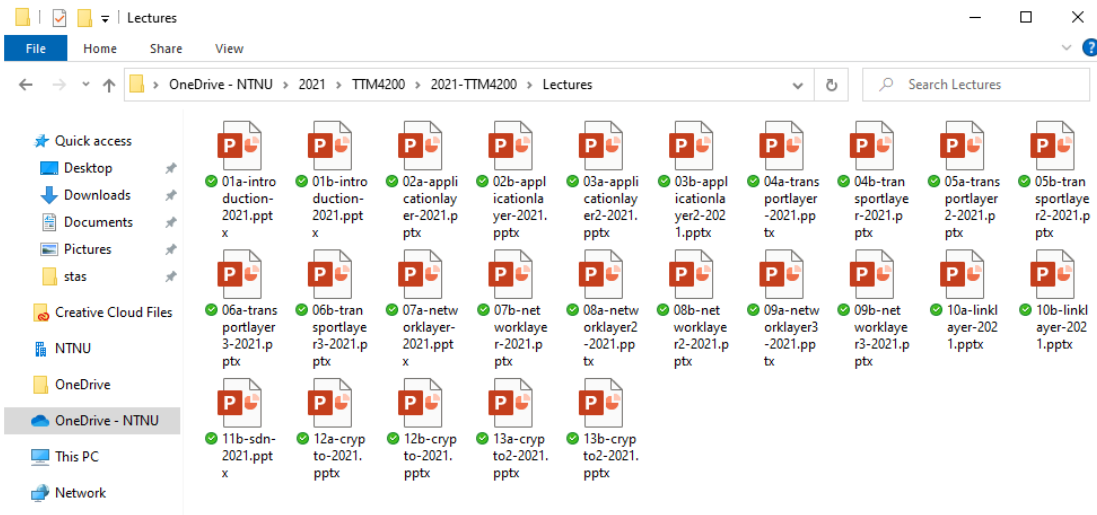 Lectures
File Home Share View
OneDrive - NTNU › 2021 › TTM4200 › 2021-TTM4200 › Lectures
Search Lectures
Quick access
Desktop
Downloads
Documents
Pictures
stas
Creative Cloud Files
NTNU
OneDrive
OneDrive - NTNU
This PC
Network
01a-intro
duction-
2021.ppt
x
01b-intro
duction-
2021.ppt
x
02a-appli
cationlay
er-2021.p
ptx
02b-appl
icationla
yer-2021.
pptx
03a-appli
cationlay
er2-2021.
pptx
03b-appl
icationla
yer2-202
1.pptx
04a-trans
portlayer
-2021.pp
tx
04b-tran
sportlaye
r-2021.p
ptx
05a-trans
portlayer
2-2021.p
ptx
05b-tran
sportlaye
r2-2021.p
ptx
06a-trans
portlayer
3-2021.p
ptx
06b-tran
sportlaye
r3-2021.p
ptx
07a-netw
orklayer-
2021.ppt
x
07b-net
worklaye
r-2021.p
ptx
08a-netw
orklayer2
-2021.pp
tx
08b-net
worklaye
r2-2021.p
ptx
09a-netw
orklayer3
-2021.pp
tx
09b-net
worklaye
r3-2021.p
ptx
10a-linkl
ayer-202
1.pptx
10b-linkl
ayer-202
1.pptx
11b-sdn-
2021.ppt
x
12a-cryp
to-2021.
pptx
12b-cryp
to-2021.
pptx
13a-cryp
to2-2021.
pptx
13b-cryp
to2-2021.
pptx